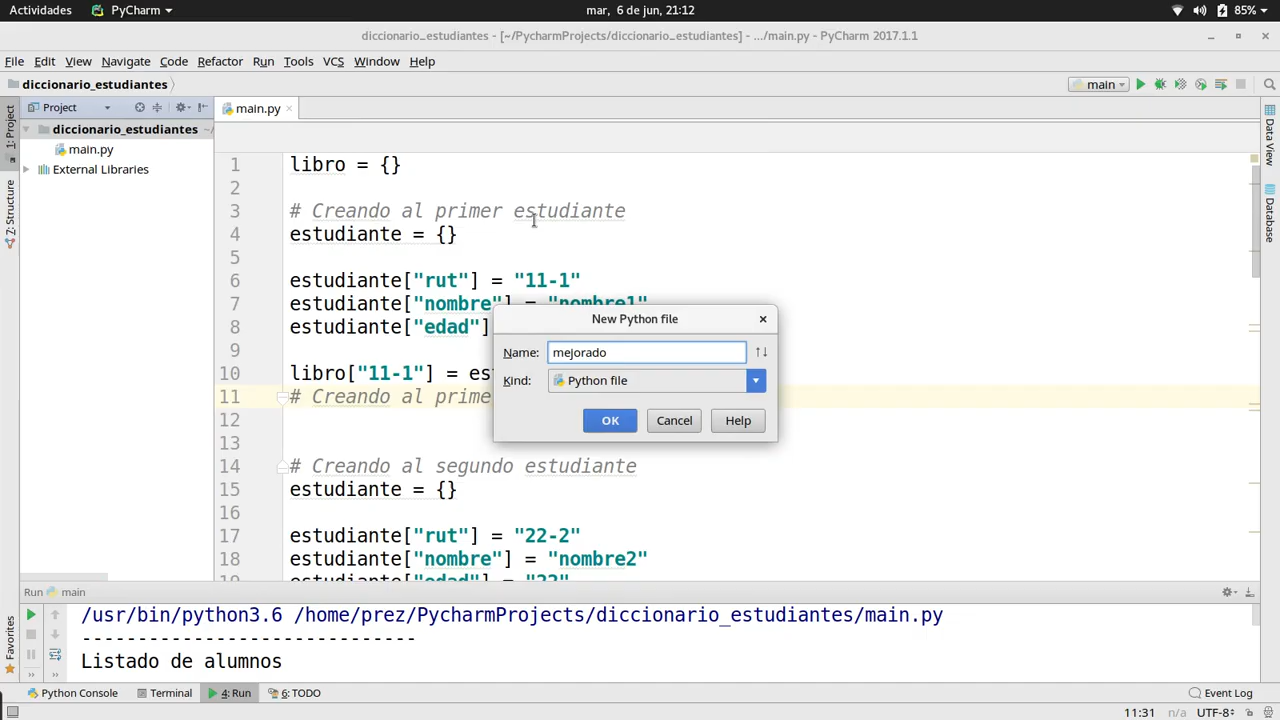 Actividades PyCharm mar, 6 de jun, 21:12 85%
diccionario_estudiantes - [~/PycharmProjects/diccionario_estudiantes] - .../main.py - PyCharm 2017.1.1
File Edit View Navigate Code Refactor Run Tools VCS Window Help
diccionario_estudiantes main
Project main.py
1: Project
Z: Structure
Favorites
Data View
Database
diccionario_estudiantes ~/
main.py
External Libraries
1 libro = {}
2
3 # Creando al primer estudiante
4 estudiante = {}
5
6 estudiante["rut"] = "11-1"
7 estudiante["nombre"] = "nombre1"
8 estudiante["edad"]
9
10 libro["11-1"] = es
11 # Creando al prime
12
13
14 # Creando al segundo estudiante
15 estudiante = {}
16
17 estudiante["rut"] = "22-2"
18 estudiante["nombre"] = "nombre2"
19 estudiante["edad"] = "22"
New Python file
Name: mejorado
Kind: Python file
OK Cancel Help
Run main
/usr/bin/python3.6 /home/prez/PycharmProjects/diccionario_estudiantes/main.py
------------------------------
Listado de alumnos
Python Console Terminal 4: Run 6: TODO Event Log
11:31 n/a UTF-8